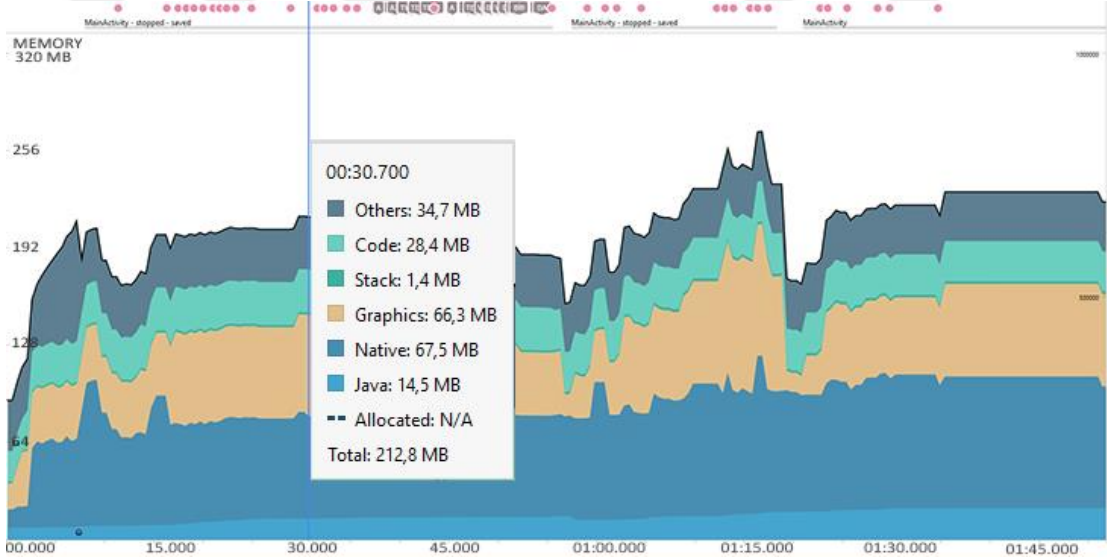 MainActivity - stopped - saved
MainActivity - stopped - saved
MainActivity
MEMORY
320 MB
1000000
256
192
128
64
500000
00:30.700
Others: 34,7 MB
Code: 28,4 MB
Stack: 1,4 MB
Graphics: 66,3 MB
Native: 67,5 MB
Java: 14,5 MB
Allocated: N/A
Total: 212,8 MB
00.000
15.000
30.000
45.000
01:00.000
01:15.000
01:30.000
01:45.000